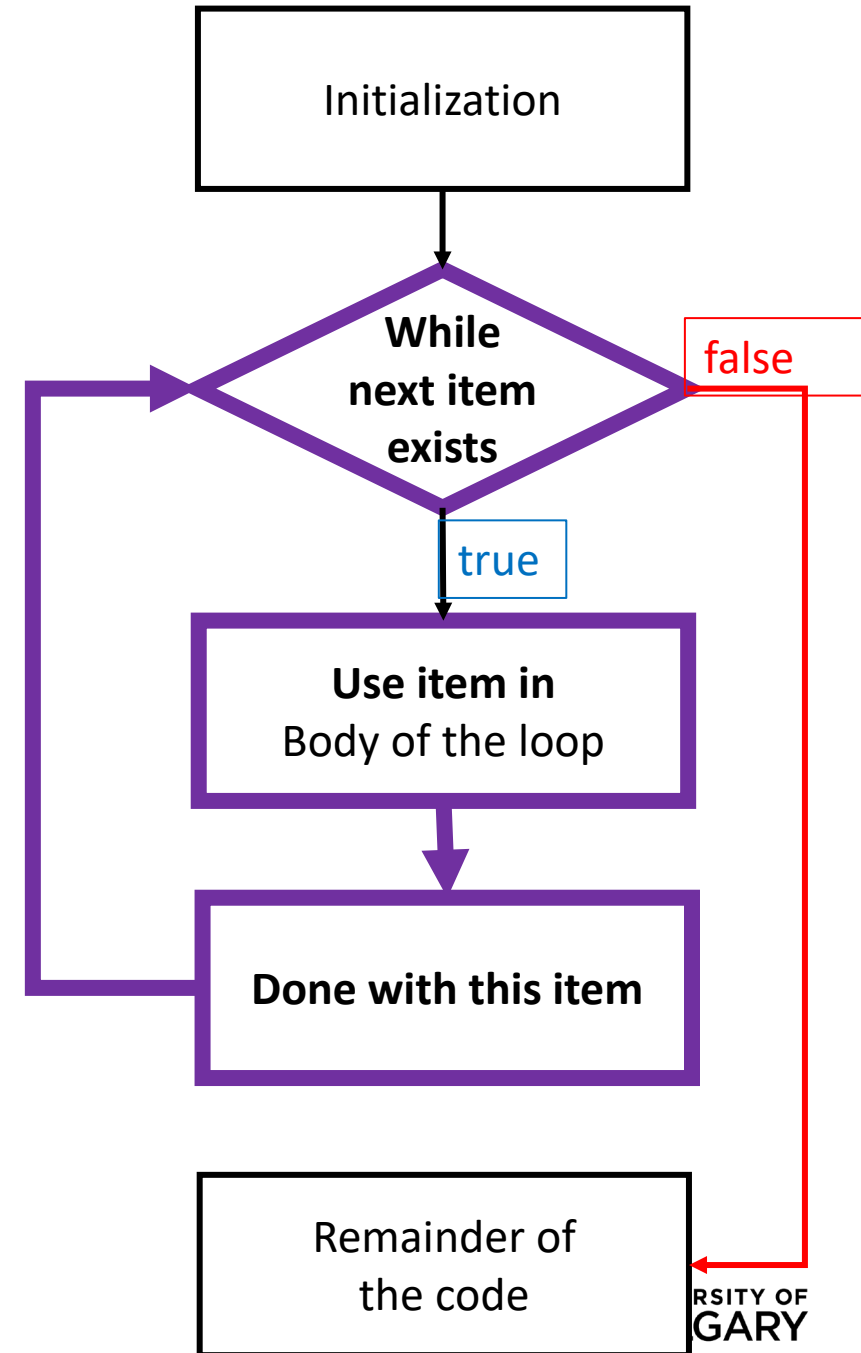 Initialization
While
next item
exists
false
true
Use item in
Body of the loop
Done with this item
Remainder of
the code
RSITY OF
GARY